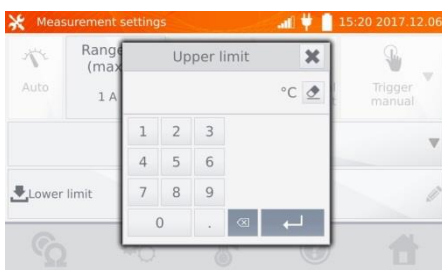 Measurement settings 15:20 2017.12.06
Range
(max
1 A
Auto
Upper limit
°C
1 2 3
4 5 6
7 8 9
0 .
Trigger
manual
Lower limit